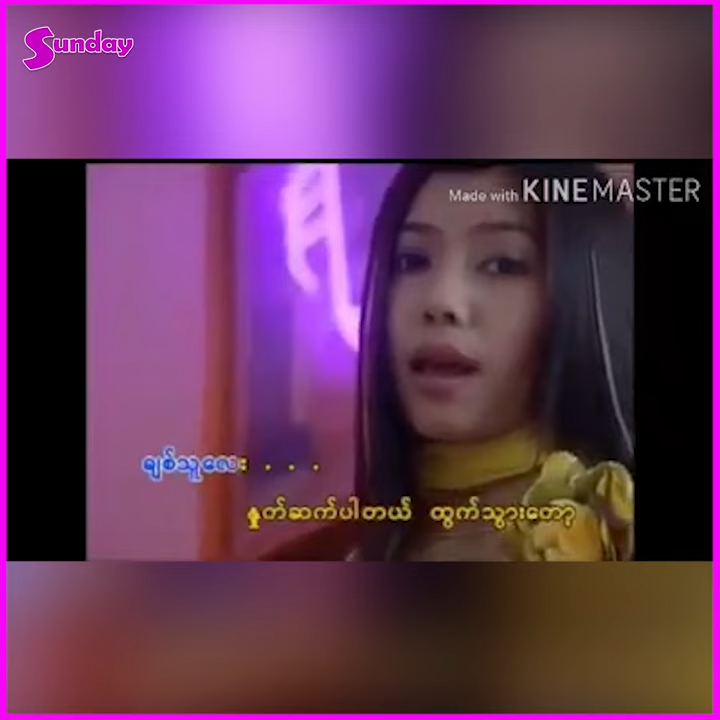 Sunday
Made with KINEMASTER
ချစ်သူလေး . . .
နှုတ်ဆက်ပါတယ် ထွက်သွားတော့